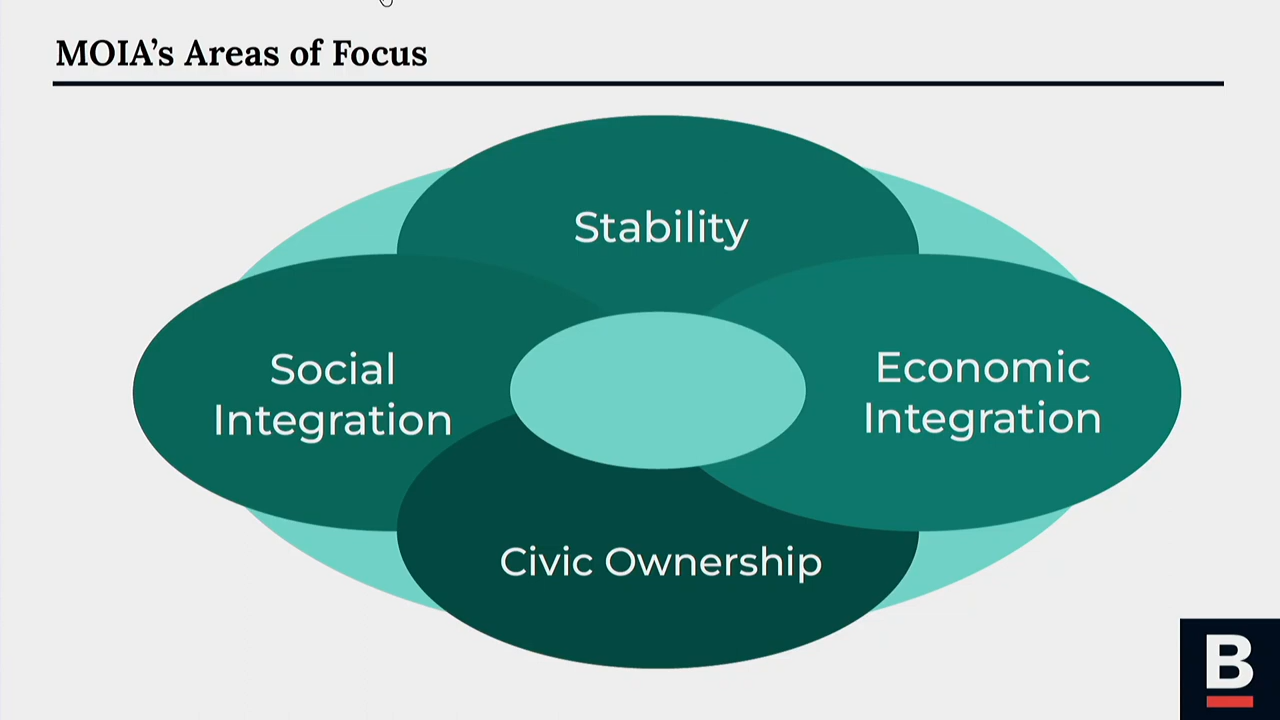 MOIA’s Areas of Focus
Stability
Social
Integration
Economic
Integration
Civic Ownership
B